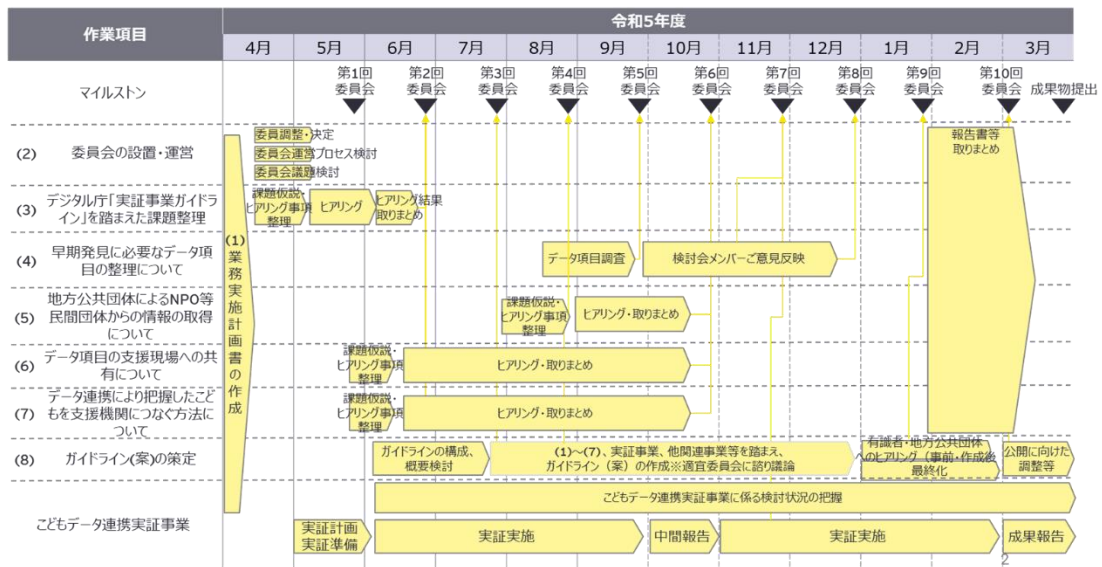 作業項目
令和5年度
4月
5月
6月
7月
8月
9月
10月
11月
12月
1月
2月
3月
マイルストン
第1回
委員会
第2回
委員会
第3回
委員会
第4回
委員会
第5回
委員会
第6回
委員会
第7回
委員会
第8回
委員会
第9回
委員会
第10回
委員会
成果物提出
(1)業務実施計画書の作成
(2) 委員会の設置・運営
委員調整・決定
委員会運営プロセス検討
委員会議題検討
報告書等
取りまとめ
(3) デジタル庁「実証事業ガイドラ
イン」を踏まえた課題整理
課題仮説・
ヒアリング事項
整理
ヒアリング
ヒアリング結果
取りまとめ
(4) 早期発見に必要なデータ項
目の整理について
データ項目調査
検討会メンバーご意見反映
(5) 地方公共団体によるNPO等
民間団体からの情報の取得
について
課題仮説・
ヒアリング事項
整理
ヒアリング・取りまとめ
(6) データ項目の支援現場への共
有について
課題仮説・
ヒアリング事項
整理
ヒアリング・取りまとめ
(7) データ連携により把握したこど
もを支援機関につなぐ方法に
ついて
課題仮説・
ヒアリング事項
整理
ヒアリング・取りまとめ
(8) ガイドライン(案)の策定
ガイドラインの構成、
概要検討
(1)～(7)、実証事業、他関連事業等を踏まえ、
ガイドライン（案）の作成※適宜委員会に諮り議論
有識者・地方公共団体
へのヒアリング（事前・作成後
最終化
公開に向けた
調整等
こどもデータ連携実証事業
こどもデータ連携実証事業に係る検討状況の把握
実証計画
実証準備
実証実施
中間報告
実証実施
成果報告
2